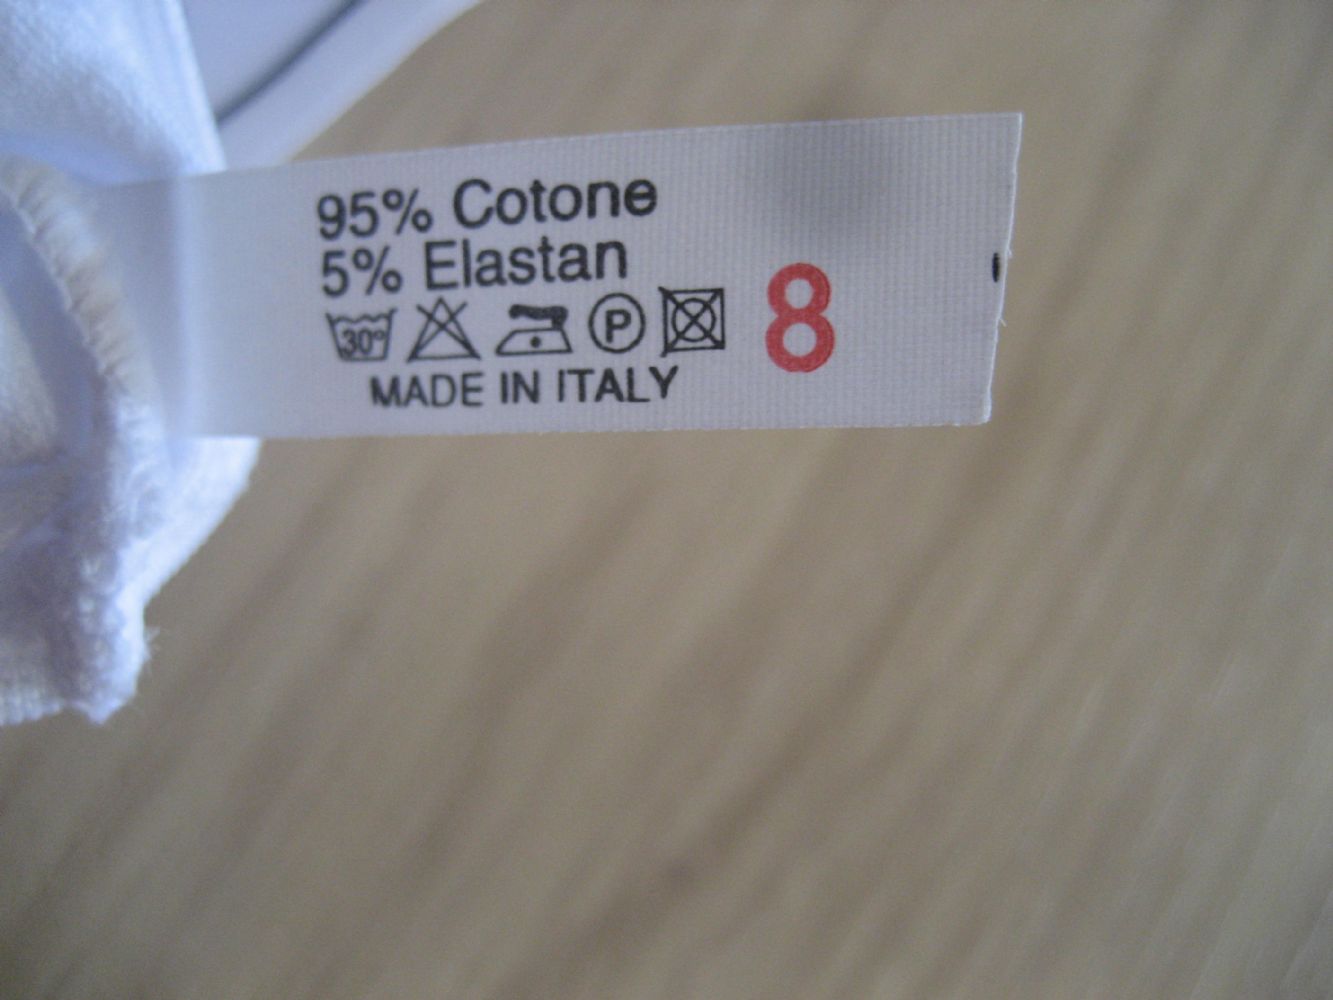 95% Cotone
5% Elastan
30° P 8
MADE IN ITALY